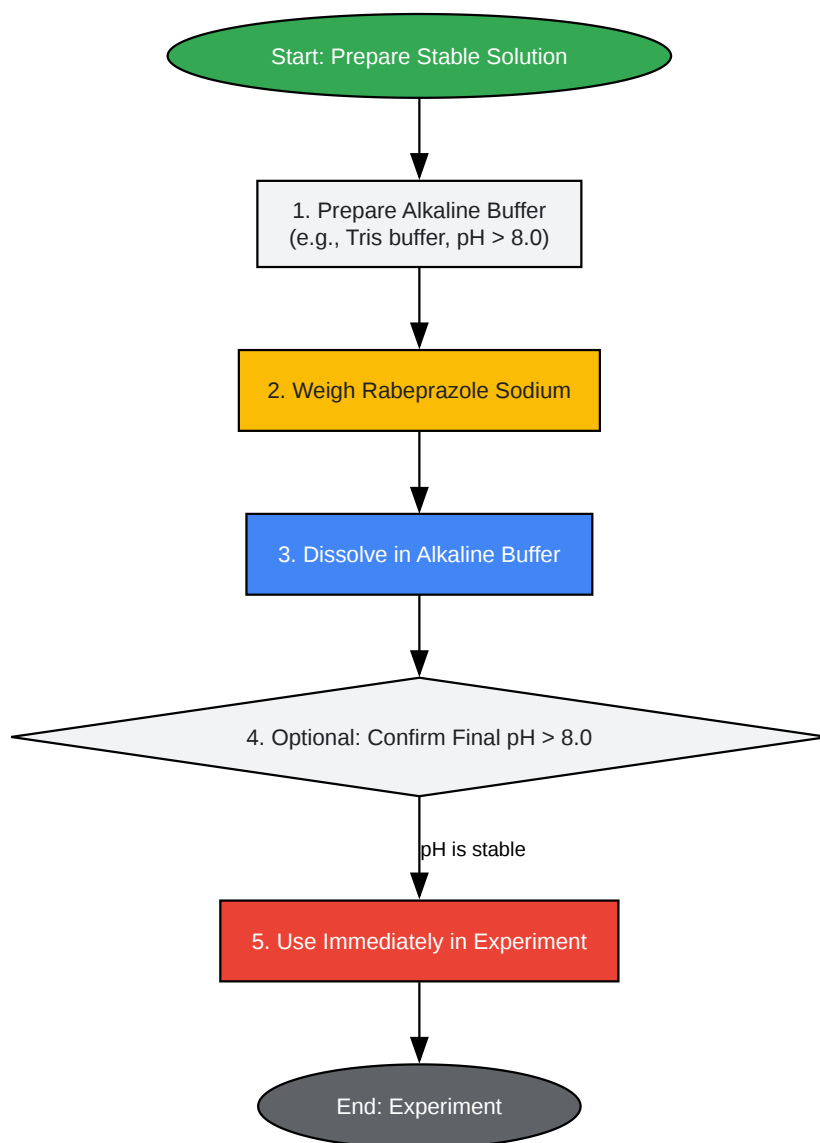 Start: Prepare Stable Solution
1. Prepare Alkaline Buffer
(e.g., Tris buffer, pH > 8.0)
2. Weigh Rabeprazole Sodium
3. Dissolve in Alkaline Buffer
4. Optional: Confirm Final pH > 8.0
pH is stable
5. Use Immediately in Experiment
End: Experiment